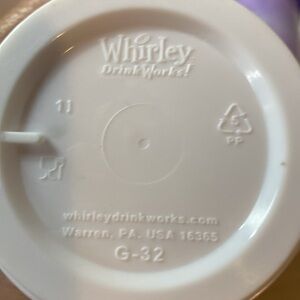 Whirley
DrinkWorks!
11
5
PP
whirleydrinkworks.com
Warren, PA. USA 16365
G-32